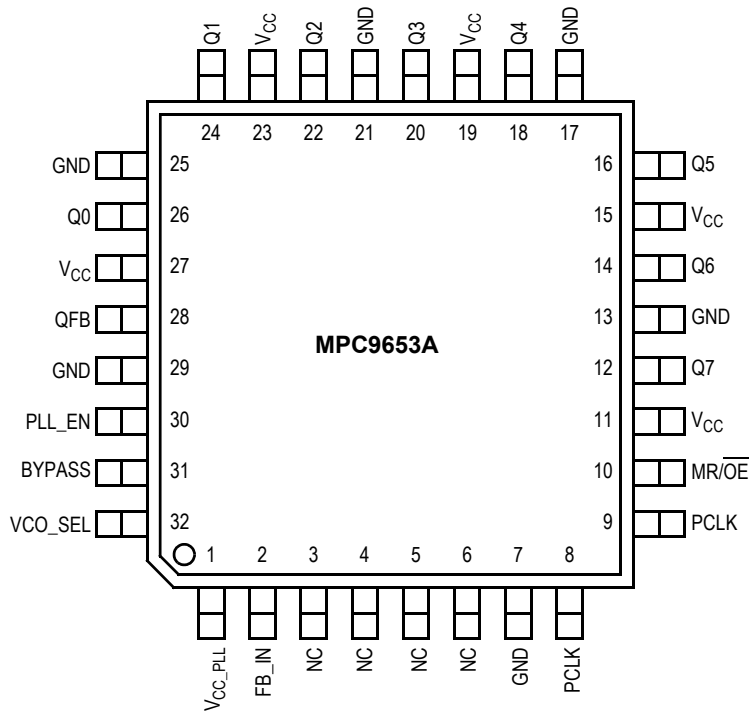 Q1
VCC
Q2
GND
Q3
VCC
Q4
GND
24 23 22 21 20 19 18 17
GND 25
Q0 26
VCC 27
QFB 28
GND 29
PLL_EN 30
BYPASS 31
VCO_SEL 32
MPC9653A
16 Q5
15 VCC
14 Q6
13 GND
12 Q7
11 VCC
10 MR/OE
9 PCLK
1 2 3 4 5 6 7 8
VCC_PLL
FB_IN
NC
NC
NC
NC
GND
PCLK